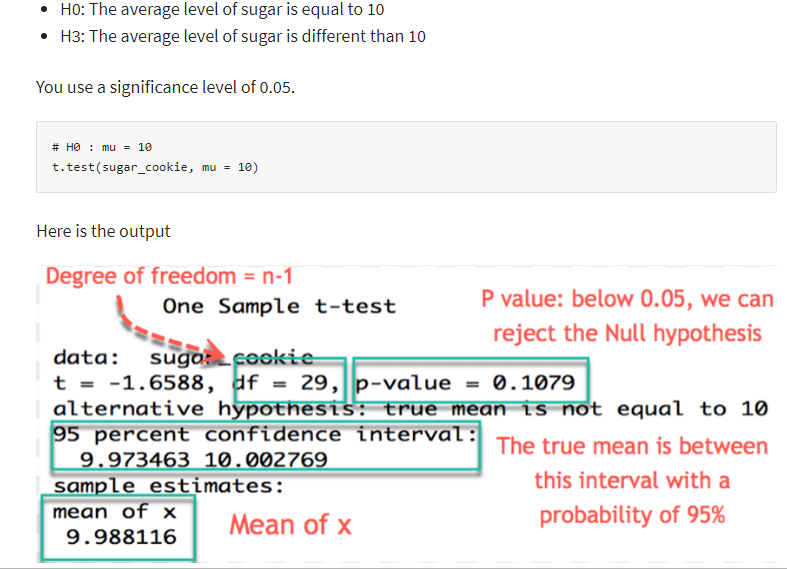 • H0: The average level of sugar is equal to 10
• H3: The average level of sugar is different than 10
You use a significance level of 0.05.
# H0 : mu = 10
t.test(sugar_cookie, mu = 10)
Here is the output
Degree of freedom = n-1
One Sample t-test
P value: below 0.05, we can
reject the Null hypothesis
data: sugar_cookie
t = -1.6588, df = 29, p-value = 0.1079
alternative hypothesis: true mean is not equal to 10
95 percent confidence interval:
9.973463 10.002769
The true mean is between
this interval with a
probability of 95%
sample estimates:
mean of x
9.988116
Mean of x